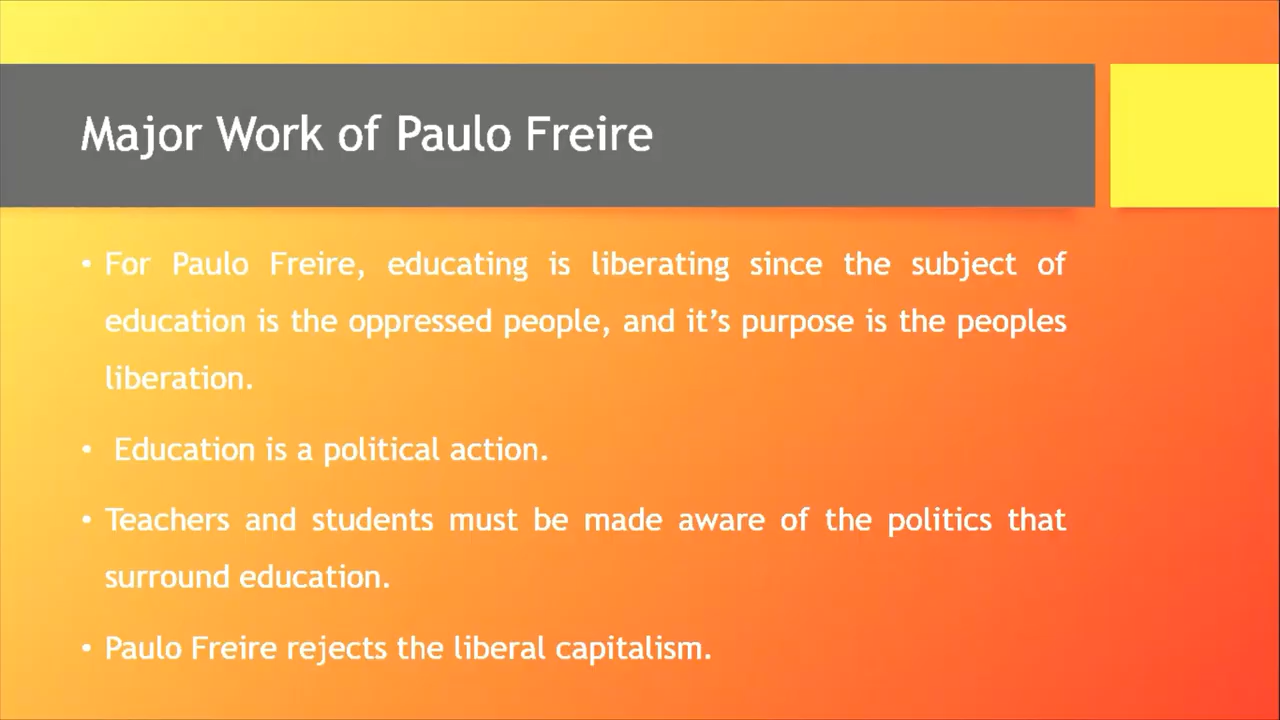 Major Work of Paulo Freire
• For Paulo Freire, educating is liberating since the subject of
education is the oppressed people, and it’s purpose is the peoples
liberation.
• Education is a political action.
• Teachers and students must be made aware of the politics that
surround education.
• Paulo Freire rejects the liberal capitalism.